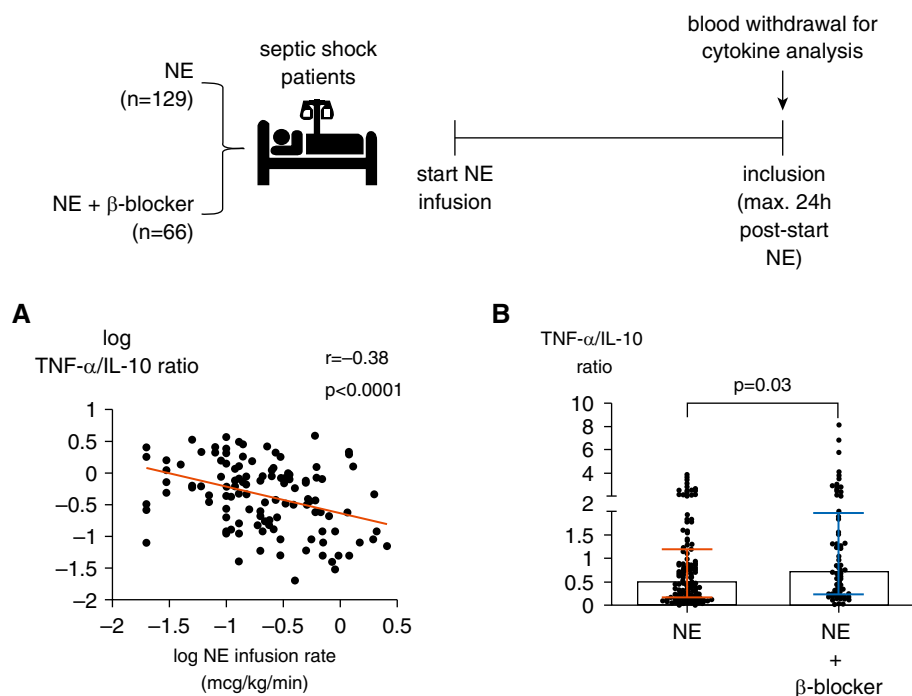 blood withdrawal for
cytokine analysis
septic shock
patients
NE
(n=129)
NE + β-blocker
(n=66)
start NE
infusion
inclusion
(max. 24h
post-start
NE)
A
log
TNF-α/IL-10 ratio
r=–0.38
p<0.0001
1
0.5
0
–0.5
–1
–1.5
–2
–2
–1.5
–1
–0.5
0
0.5
log NE infusion rate
(mcg/kg/min)
B
TNF-α/IL-10
ratio
p=0.03
10
8
6
4
2
2
1
0.5
0
NE
NE
+
β-blocker